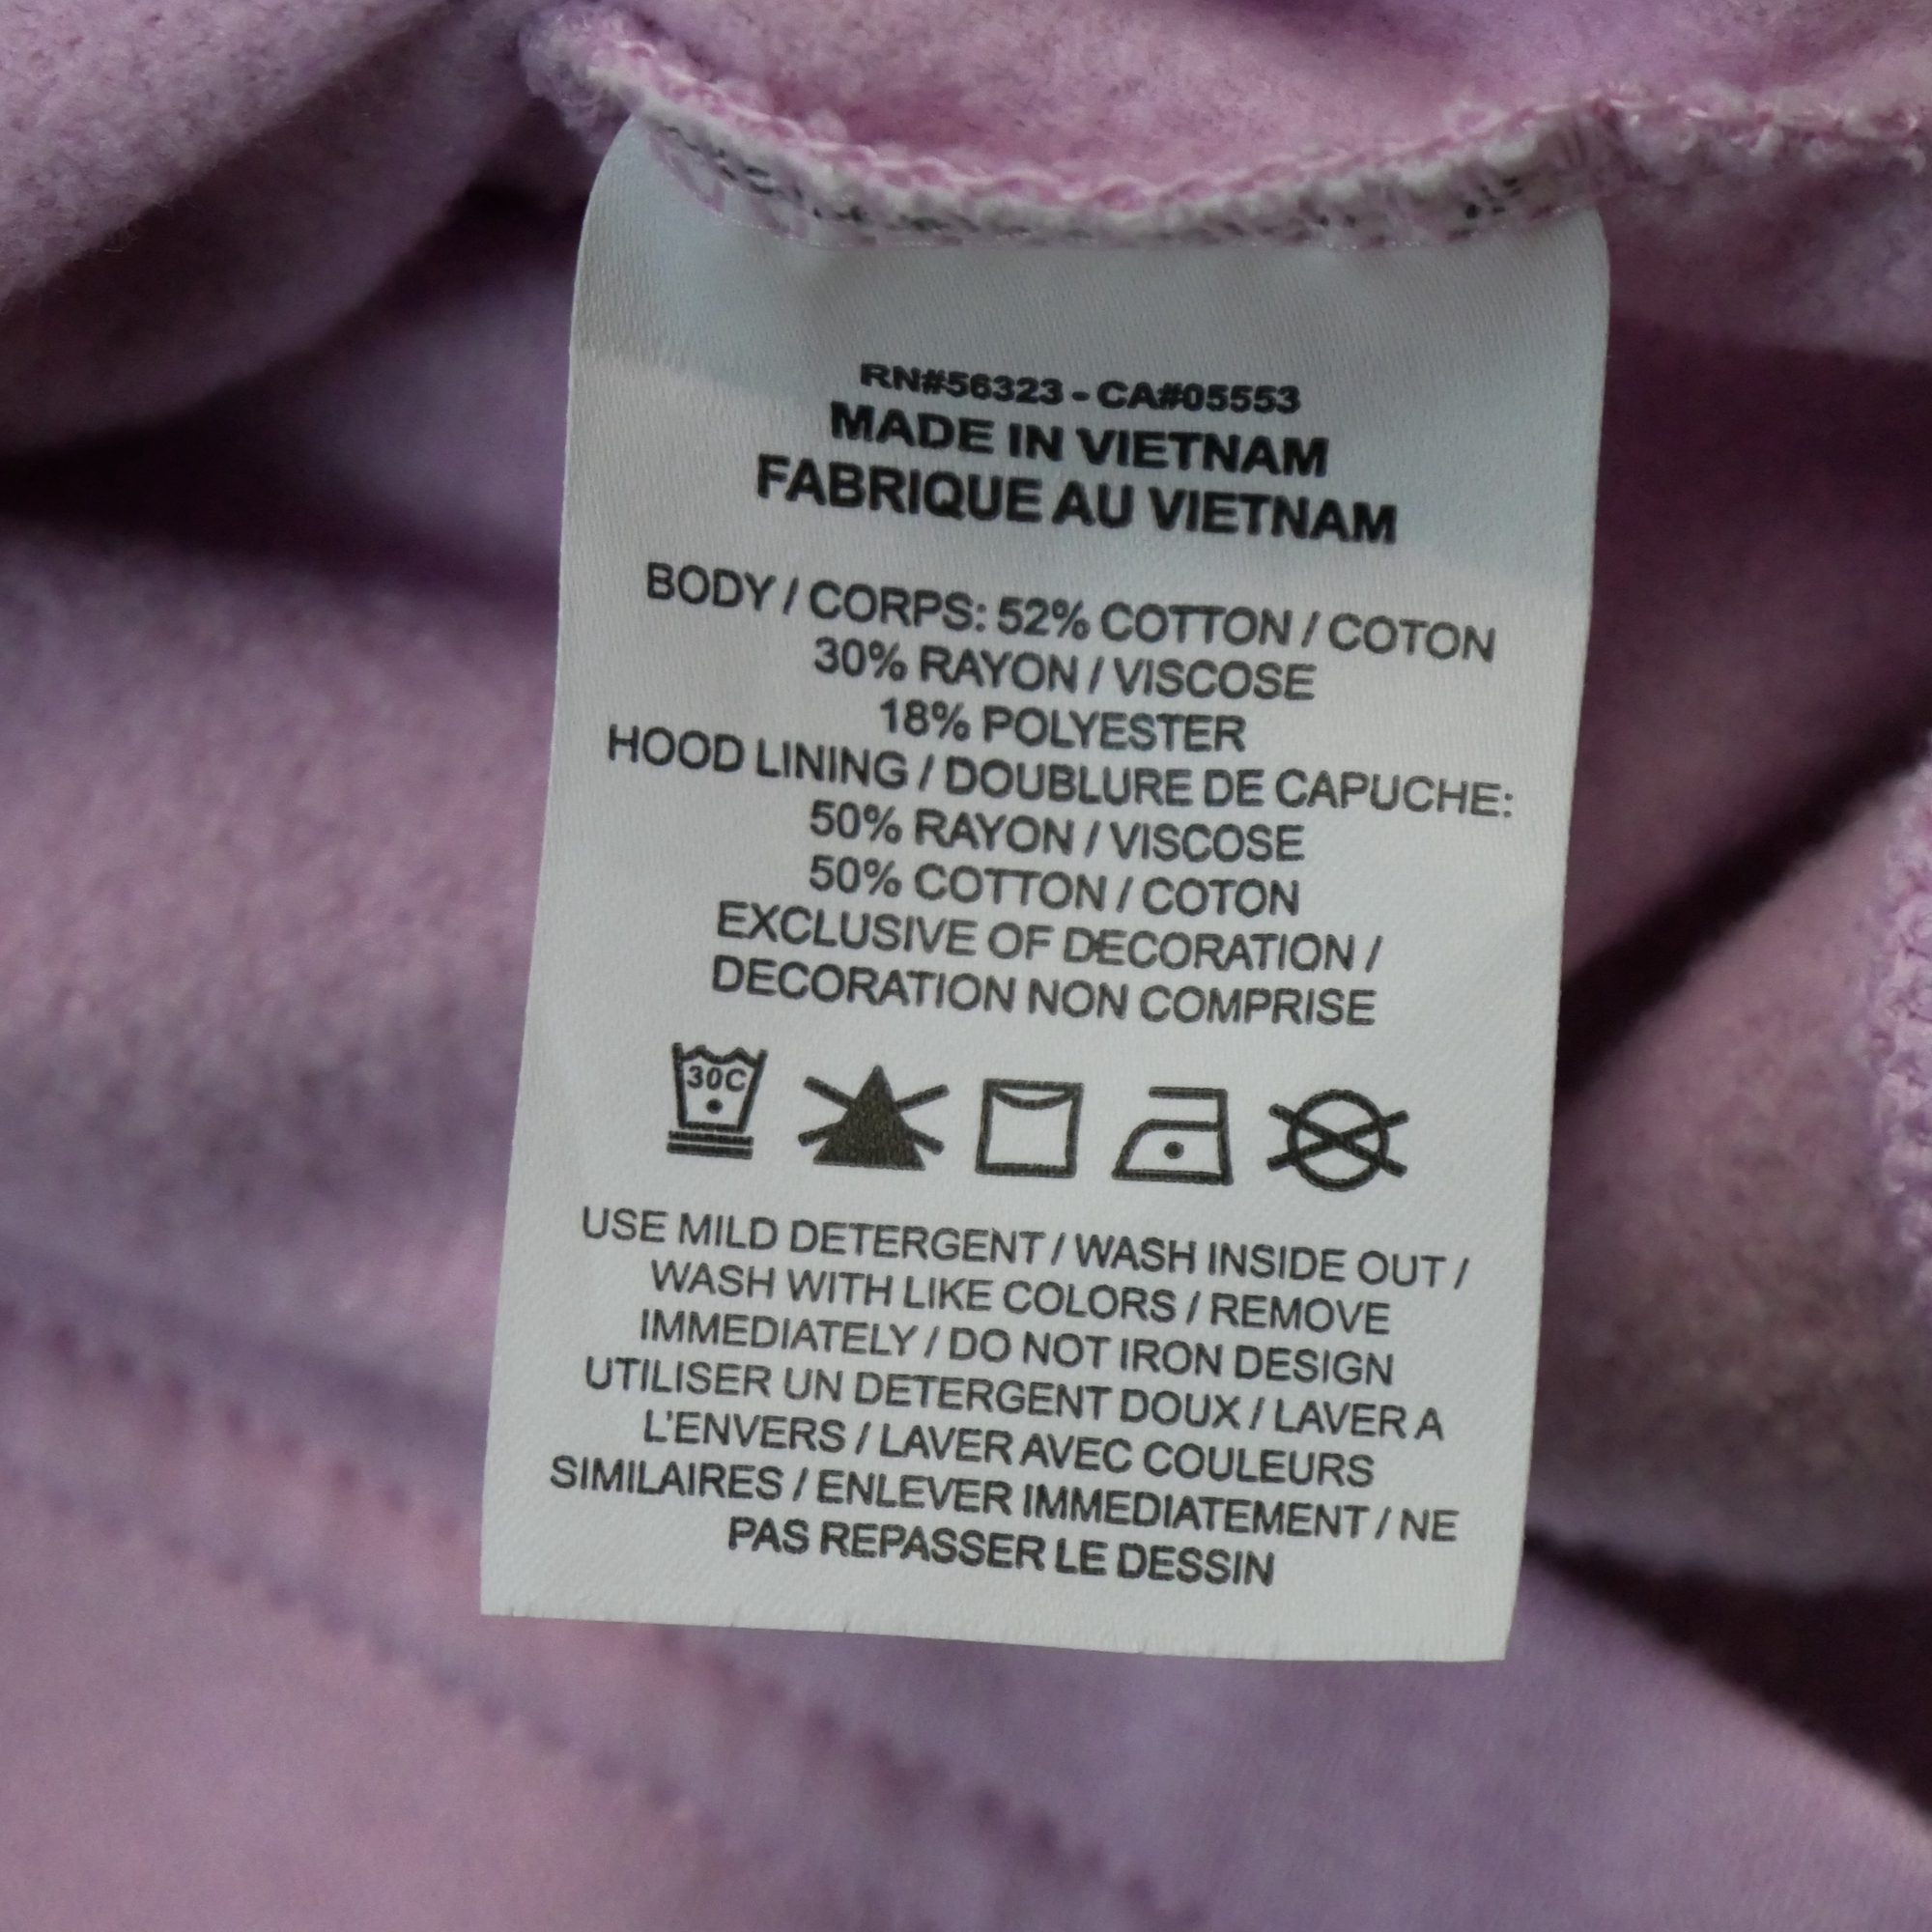 RN#56323 - CA#05553
MADE IN VIETNAM
FABRIQUE AU VIETNAM
BODY / CORPS: 52% COTTON / COTON
30% RAYON / VISCOSE
18% POLYESTER
HOOD LINING / DOUBLURE DE CAPUCHE:
50% RAYON / VISCOSE
50% COTTON / COTON
EXCLUSIVE OF DECORATION /
DECORATION NON COMPRISE
30C
USE MILD DETERGENT / WASH INSIDE OUT /
WASH WITH LIKE COLORS / REMOVE
IMMEDIATELY / DO NOT IRON DESIGN
UTILISER UN DETERGENT DOUX / LAVER A
L'ENVERS / LAVER AVEC COULEURS
SIMILAIRES / ENLEVER IMMEDIATEMENT / NE
PAS REPASSER LE DESSIN